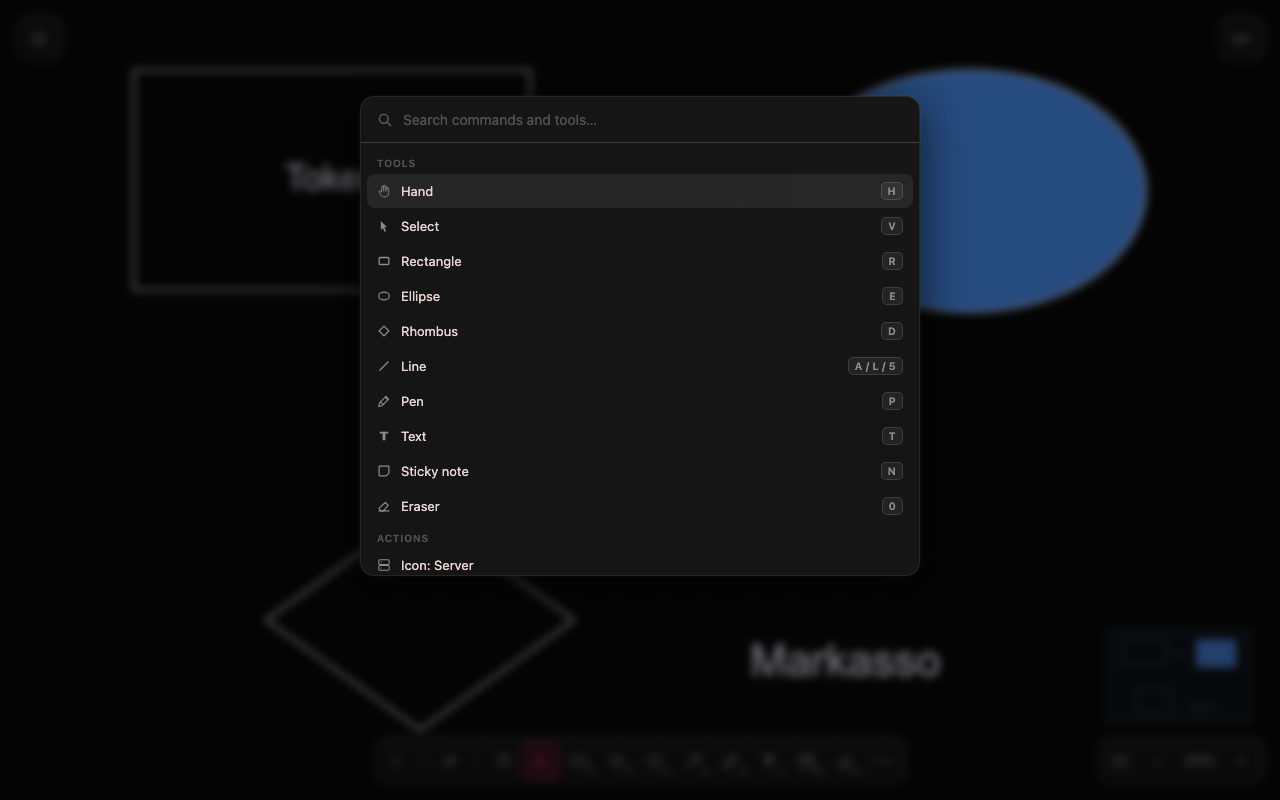 Search commands and tools...
TOOLS
Hand H
Select V
Rectangle R
Ellipse E
Rhombus D
Line A / L / 5
Pen P
Text T
Sticky note N
Eraser 0
ACTIONS
Icon: Server
Markasso